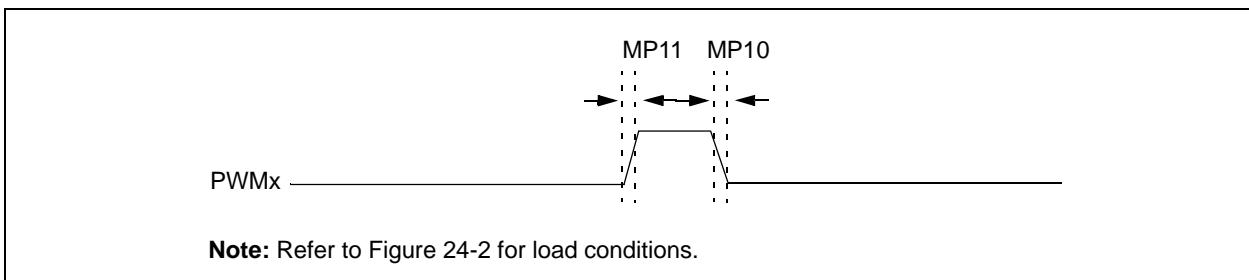 MP11 MP10
PWMx
Note: Refer to Figure 24-2 for load conditions.